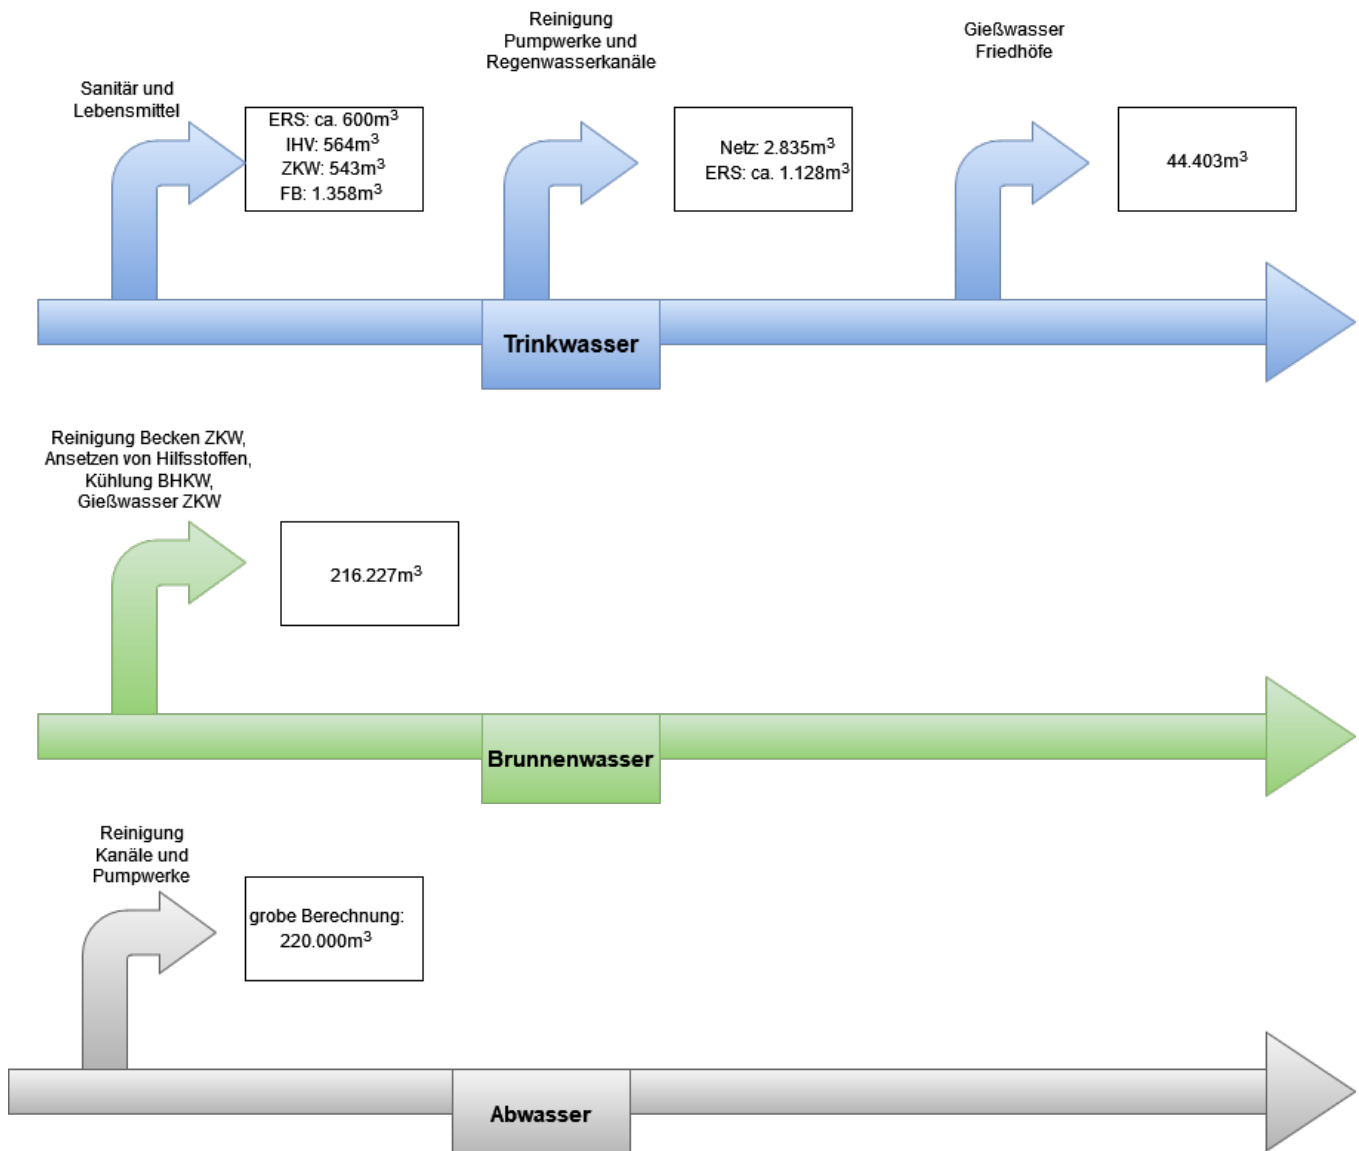 Sanitär und
Lebensmittel
ERS: ca. 600m³
IHV: 564m³
ZKW: 543m³
FB: 1.358m³
Reinigung
Pumpwerke und
Regenwasserkanäle
Netz: 2.835m³
ERS: ca. 1.128m³
Gießwasser
Friedhöfe
44.403m³
Trinkwasser
Reinigung Becken ZKW,
Ansetzen von Hilfsstoffen,
Kühlung BHKW,
Gießwasser ZKW
216.227m³
Brunnenwasser
Reinigung
Kanäle und
Pumpwerke
grobe Berechnung:
220.000m³
Abwasser